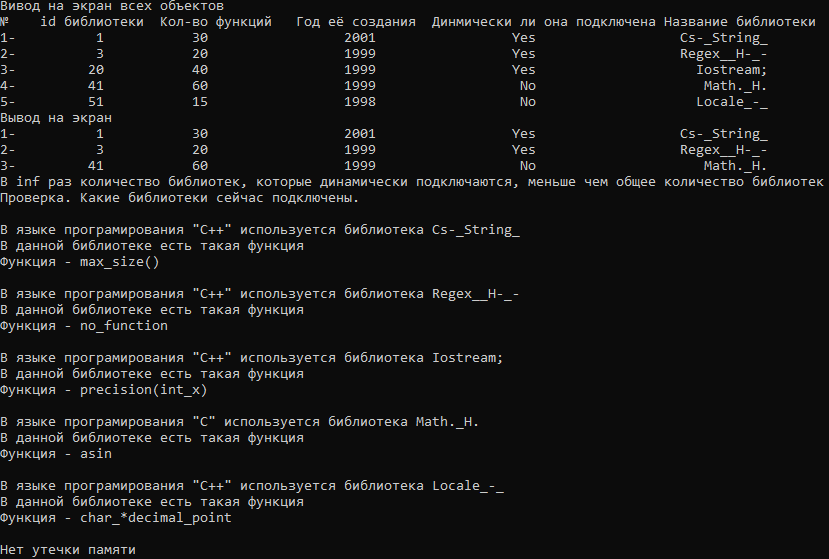 Вивод на экран всех объектов
№ id библиотеки Кол-во функций Год её создания Динмически ли она подключена Название библиотеки
1- 1 30 2001 Yes Cs-_String_
2- 3 20 1999 Yes Regex__H-_-
3- 20 40 1999 Yes Iostream;
4- 41 60 1999 No Math._H.
5- 51 15 1998 No Locale_-_
Вывод на экран
1- 1 30 2001 Yes Cs-_String_
2- 3 20 1999 Yes Regex__H-_-
3- 41 60 1999 No Math._H.
В inf раз количество библиотек, которые динамически подключаются, меньше чем общее количество библиотек
Проверка. Какие библиотеки сейчас подключены.
В языке програмирования "C++" используется библиотека Cs-_String_
В данной библиотеке есть такая функция
Функция - max_size()
В языке програмирования "C++" используется библиотека Regex__H-_-
В данной библиотеке есть такая функция
Функция - no_function
В языке програмирования "C++" используется библиотека Iostream;
В данной библиотеке есть такая функция
Функция - precision(int_x)
В языке програмирования "C" используется библиотека Math._H.
В данной библиотеке есть такая функция
Функция - asin
В языке програмирования "C++" используется библиотека Locale_-_
В данной библиотеке есть такая функция
Функция - char_*decimal_point
Нет утечки памяти